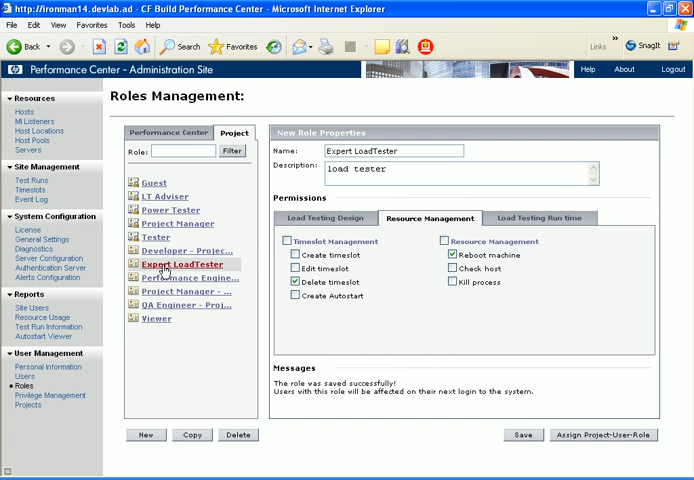 http://ironman14.devlab.ad - CF Build Performance Center - Microsoft Internet Explorer
File Edit View Favorites Tools Help
Back Search Favorites Links SnagIt
hp Performance Center - Administration Site Help About Logout
Roles Management:
Resources
Hosts
MI Listeners
Host Locations
Host Pools
Servers
Site Management
Test Runs
Timeslots
Event Log
System Configuration
License
General Settings
Diagnostics
Server Configuration
Authentication Server
Alerts Configuration
Reports
Site Users
Resource Usage
Test Run Information
Autostart Viewer
User Management
Personal Information
Users
Roles
Privilege Management
Projects
Performance Center Project
Role: Filter
Guest
LT Adviser
Power Tester
Project Manager
Tester
Developer - Projec...
Expert LoadTester
Performance Engine...
Project Manager - ...
QA Engineer - Proj...
Viewer
New Copy Delete
New Role Properties
Name: Expert LoadTester
Description: load tester
Permissions
Load Testing Design Resource Management Load Testing Run time
Timeslot Management
Create timeslot
Edit timeslot
Delete timeslot
Create Autostart
Resource Management
Reboot machine
Check host
Kill process
Messages
The role was saved successfully!
Users with this role will be affected on their next login to the system.
Save Assign Project-User-Role